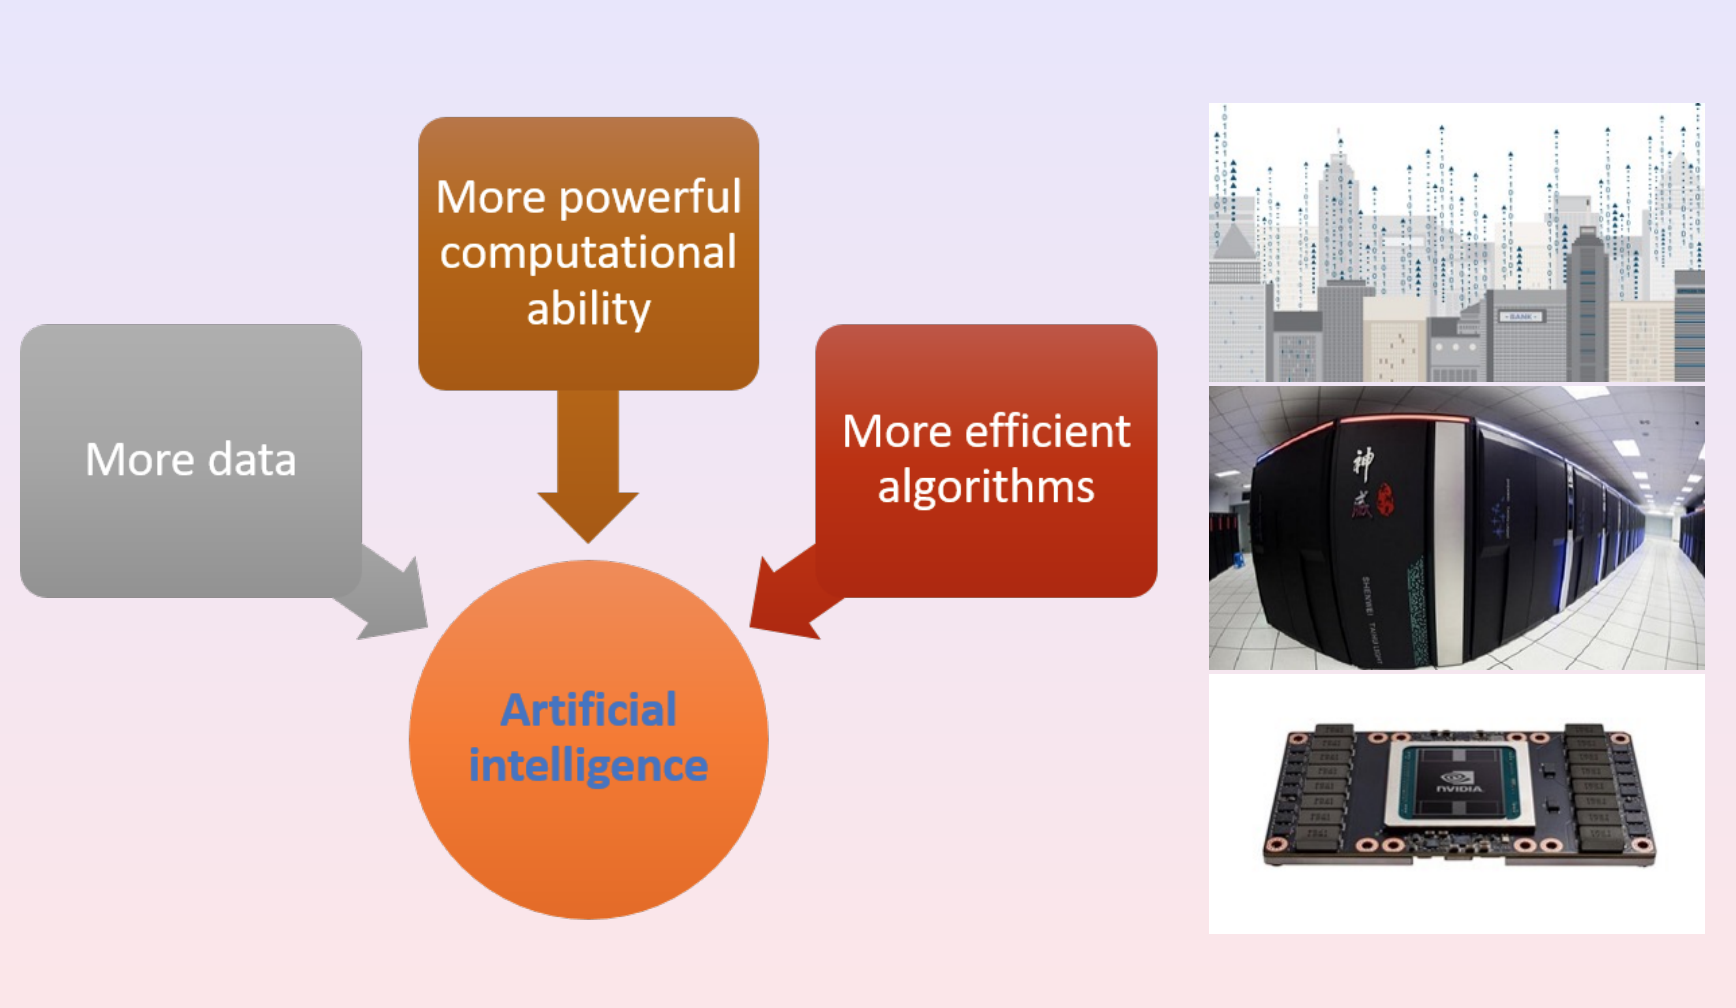 More powerful
computational
ability
More data
More efficient
algorithms
Artificial
intelligence
BANK
神
威
SHENWEI TAIHU LIGHT
NVIDIA